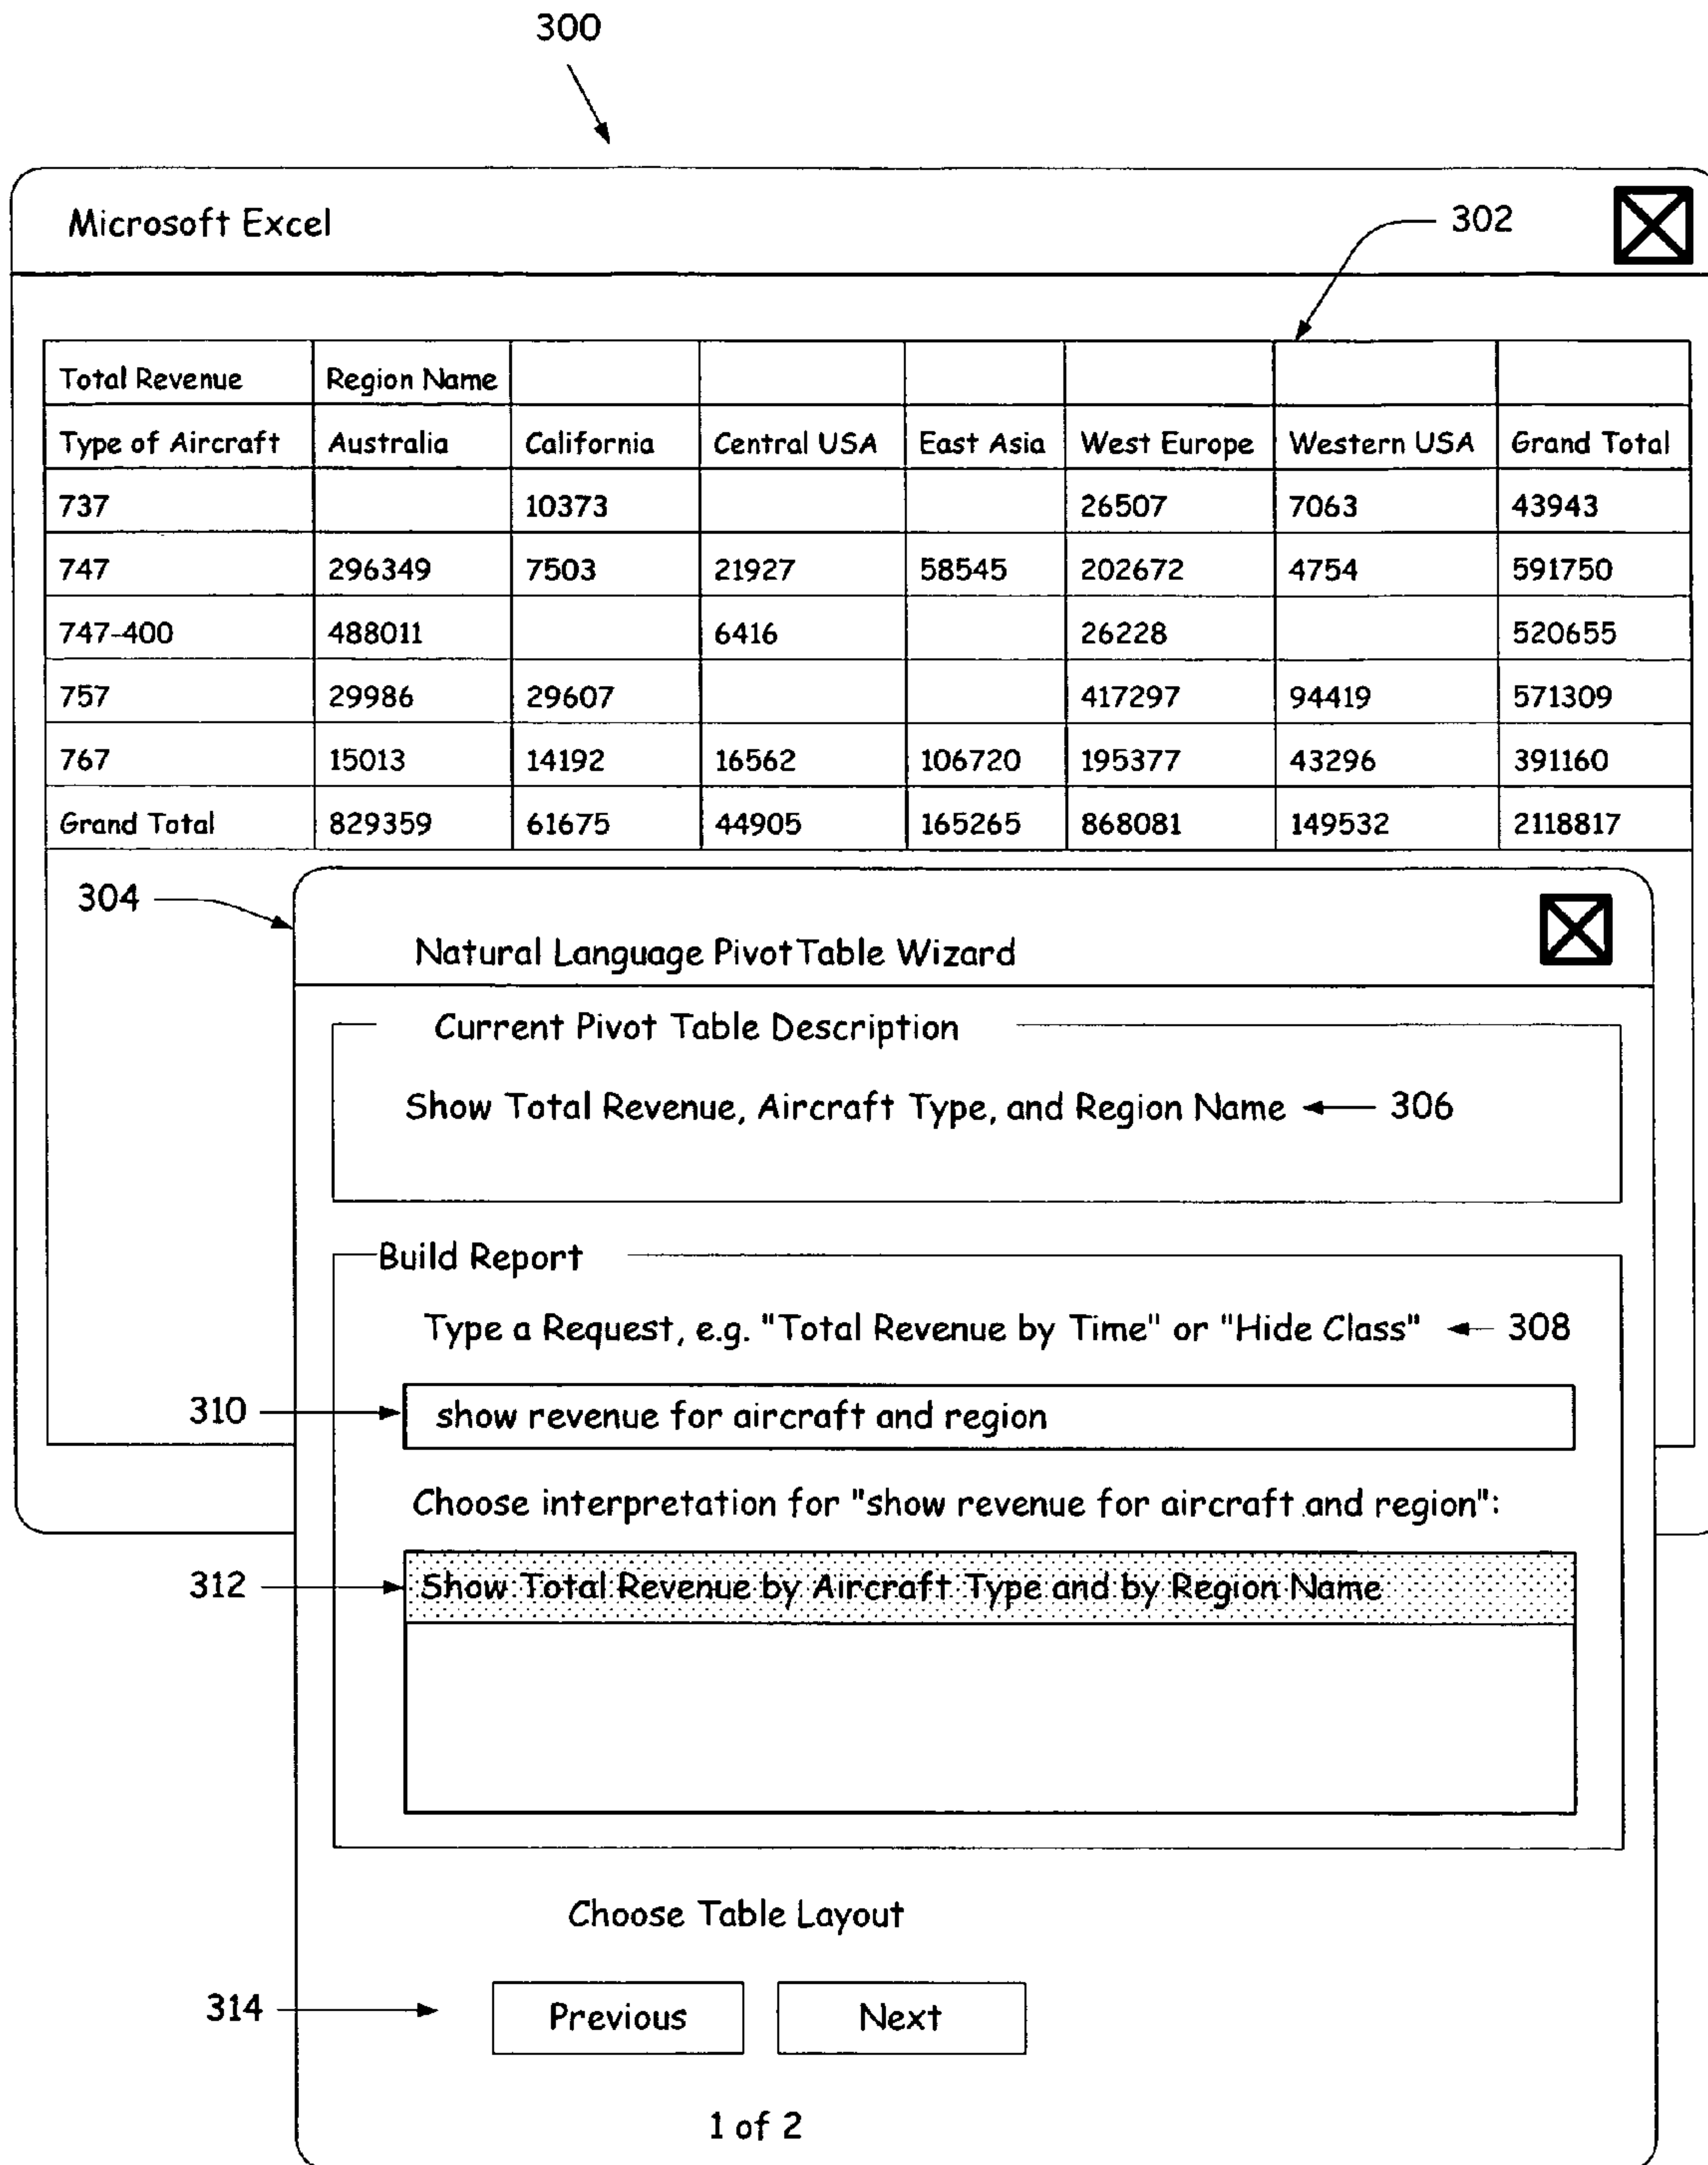 300
Microsoft Excel 302
Total Revenue Region Name
Type of Aircraft Australia California Central USA East Asia West Europe Western USA Grand Total
737 10373 26507 7063 43943
747 296349 7503 21927 58545 202672 4754 591750
747-400 488011 6416 26228 520655
757 29986 29607 417297 94419 571309
767 15013 14192 16562 106720 195377 43296 391160
Grand Total 829359 61675 44905 165265 868081 149532 2118817
304
Natural Language PivotTable Wizard
Current Pivot Table Description
Show Total Revenue, Aircraft Type, and Region Name 306
Build Report
Type a Request, e.g. "Total Revenue by Time" or "Hide Class" 308
310 show revenue for aircraft and region
Choose interpretation for "show revenue for aircraft and region":
312 Show Total Revenue by Aircraft Type and by Region Name
Choose Table Layout
314 Previous Next
1 of 2